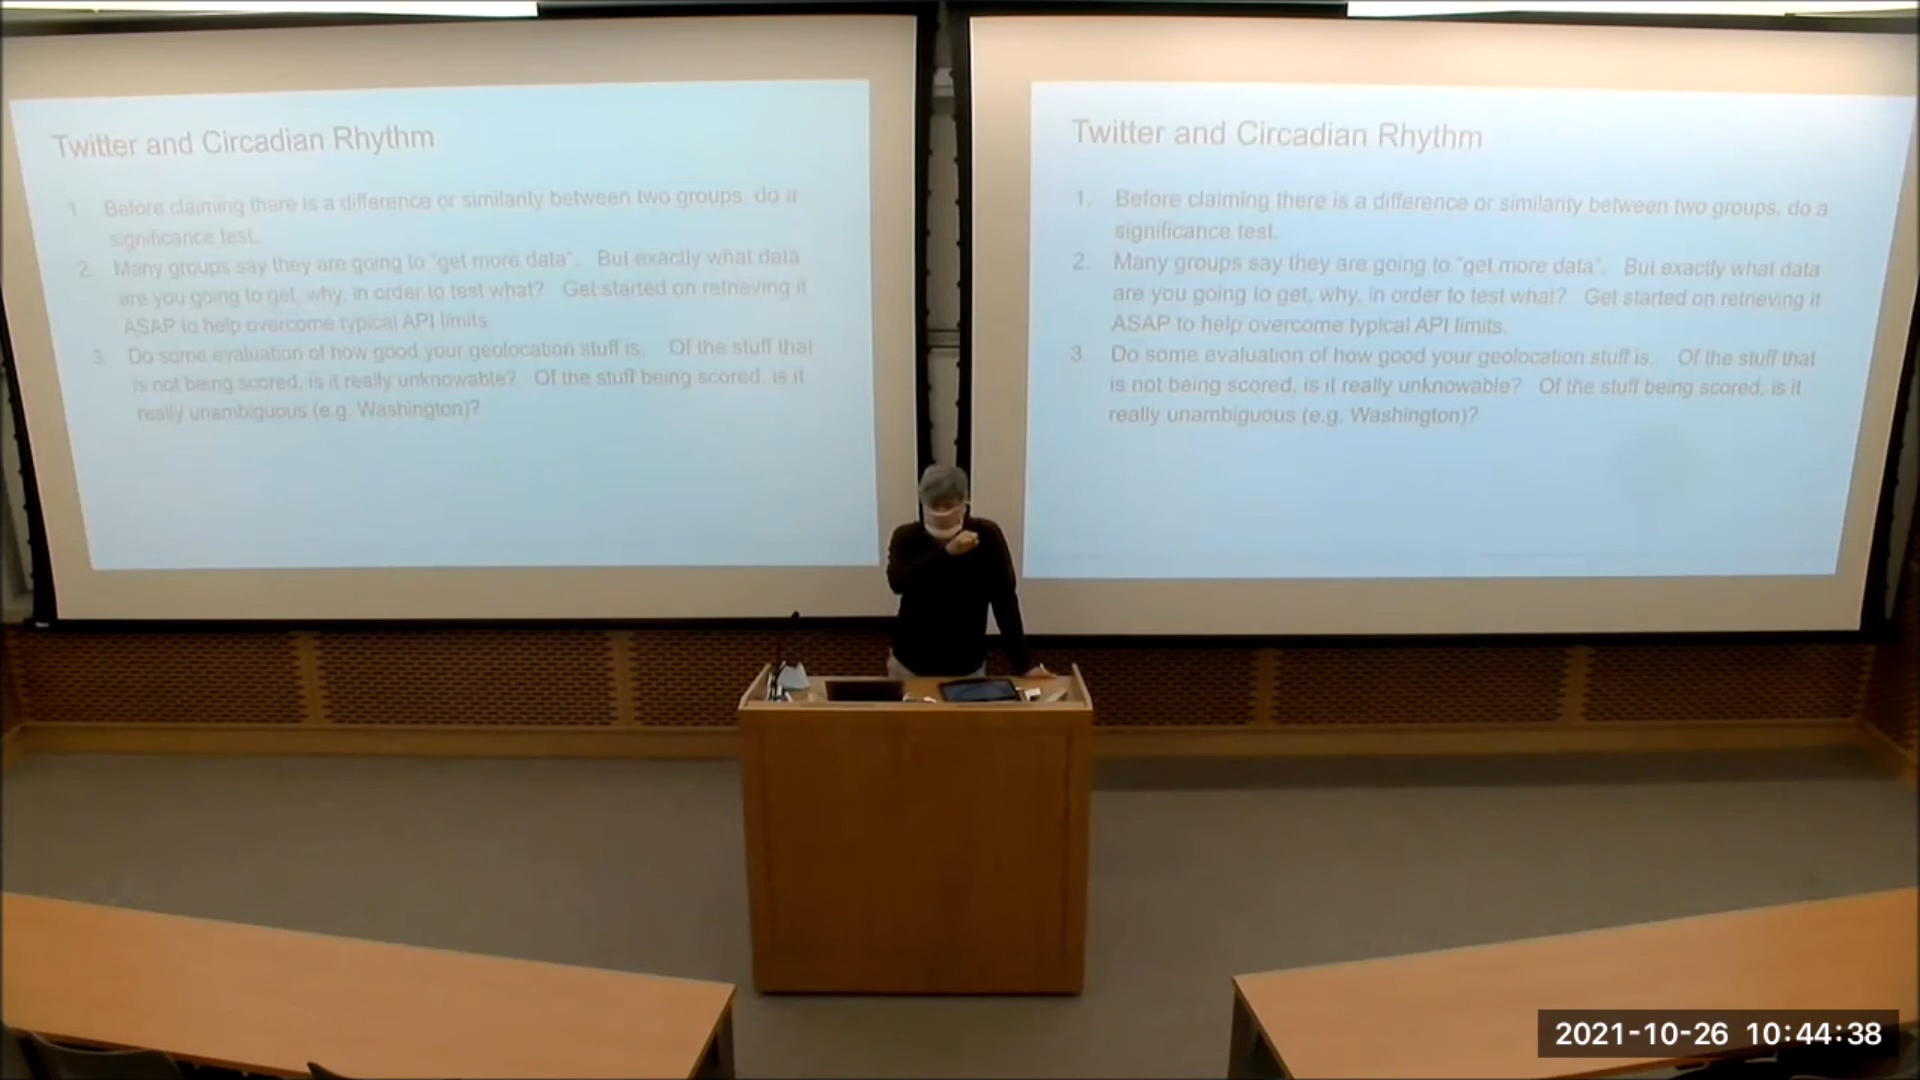 Twitter and Circadian Rhythm
1. Before claiming there is a difference or similarity between two groups, do a
significance test.
2. Many groups say they are going to "get more data". But exactly what data
are you going to get, why, in order to test what? Get started on retrieving it
ASAP to help overcome typical API limits.
3. Do some evaluation of how good your geolocation stuff is. Of the stuff that
is not being scored, is it really unknowable? Of the stuff being scored, is it
really unambiguous (e.g. Washington)?
Twitter and Circadian Rhythm
1. Before claiming there is a difference or similarity between two groups, do a
significance test.
2. Many groups say they are going to "get more data". But exactly what data
are you going to get, why, in order to test what? Get started on retrieving it
ASAP to help overcome typical API limits.
3. Do some evaluation of how good your geolocation stuff is. Of the stuff that
is not being scored, is it really unknowable? Of the stuff being scored, is it
really unambiguous (e.g. Washington)?
2021-10-26 10:44:38